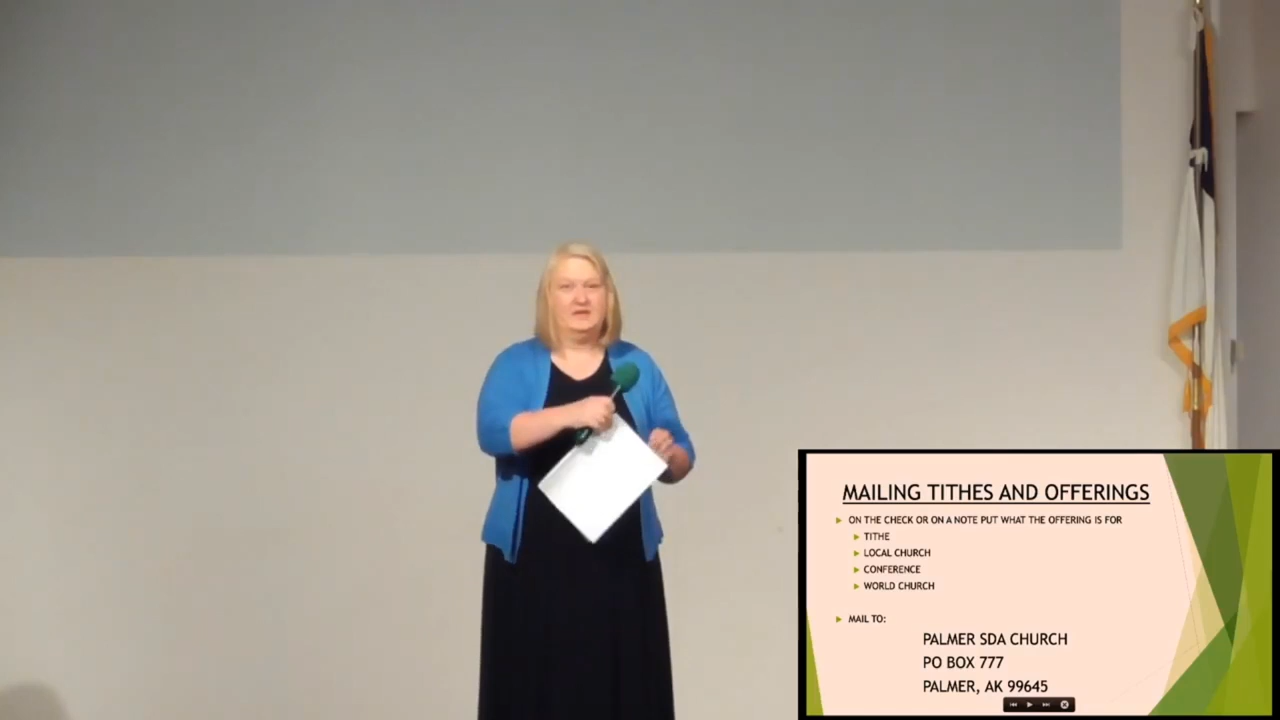 MAILING TITHES AND OFFERINGS
ON THE CHECK OR ON A NOTE PUT WHAT THE OFFERING IS FOR
TITHE
LOCAL CHURCH
CONFERENCE
WORLD CHURCH
MAIL TO:
PALMER SDA CHURCH
PO BOX 777
PALMER, AK 99645